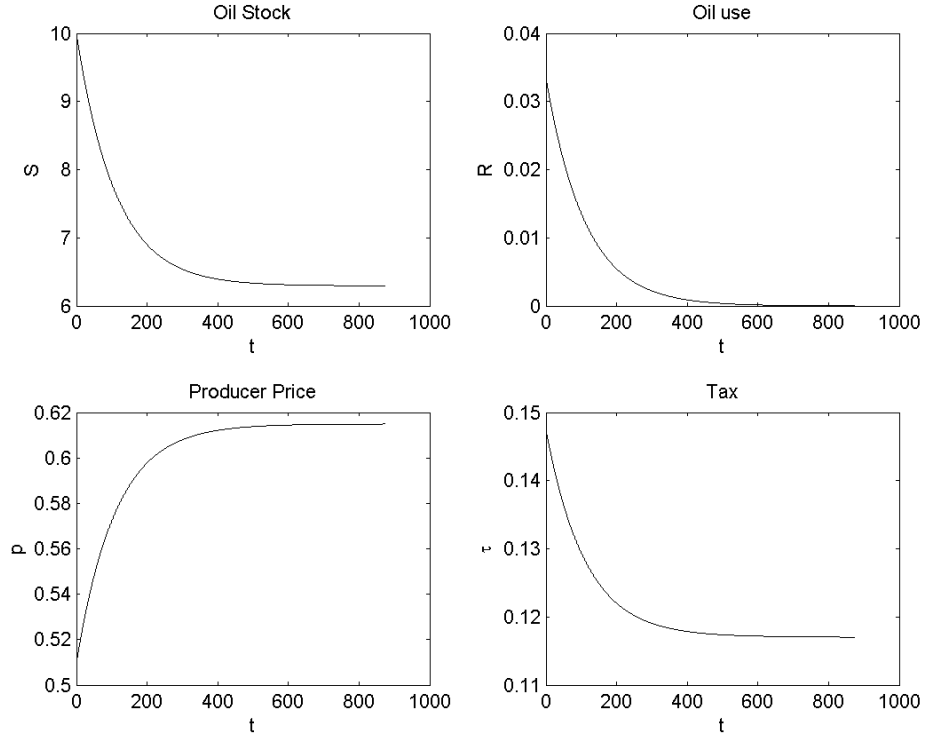 Oil Stock
10
9
8
7
6
S
0 200 400 600 800 1000
t
Oil use
0.04
0.03
0.02
0.01
0
R
0 200 400 600 800 1000
t
Producer Price
0.62
0.6
0.58
0.56
0.54
0.52
0.5
p
0 200 400 600 800 1000
t
Tax
0.15
0.14
0.13
0.12
0.11
τ
0 200 400 600 800 1000
t